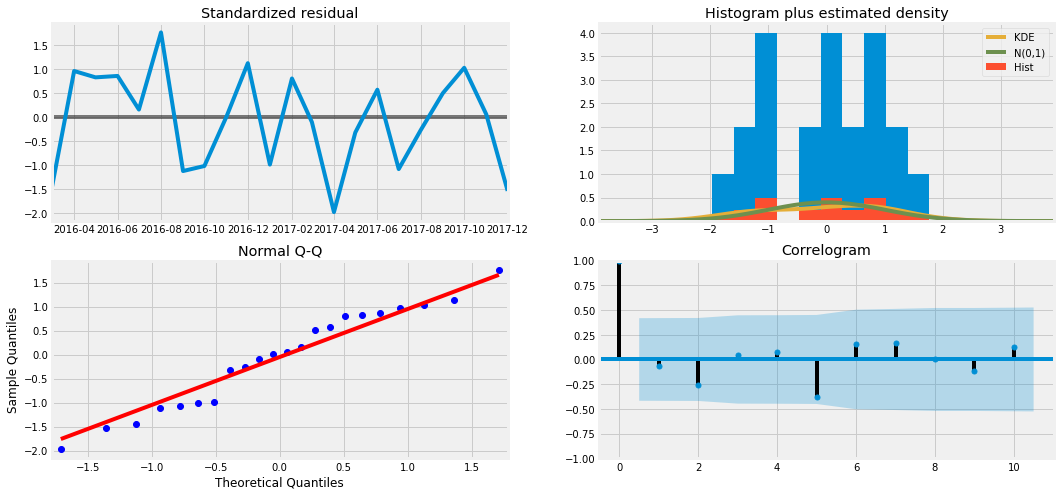 Standardized residual
1.5
1.0
0.5
0.0
−0.5
−1.0
−1.5
−2.0
2016-04 2016-06 2016-08 2016-10 2016-12 2017-02 2017-04 2017-06 2017-08 2017-10 2017-12
Histogram plus estimated density
KDE
N(0,1)
Hist
4.0
3.5
3.0
2.5
2.0
1.5
1.0
0.5
0.0
−3 −2 −1 0 1 2 3
Normal Q-Q
Sample Quantiles
1.5
1.0
0.5
0.0
−0.5
−1.0
−1.5
−2.0
−1.5 −1.0 −0.5 0.0 0.5 1.0 1.5
Theoretical Quantiles
Correlogram
1.00
0.75
0.50
0.25
0.00
−0.25
−0.50
−0.75
−1.00
0 2 4 6 8 10